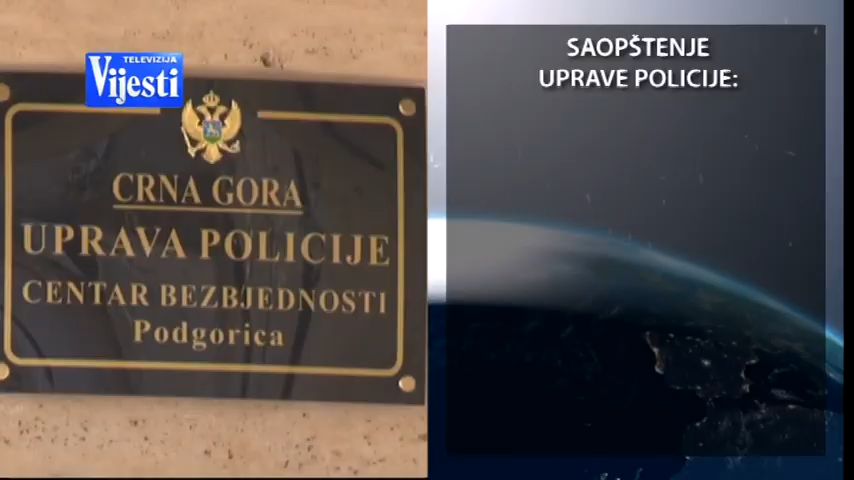 TELEVIZIJA
Vijesti
CRNA GORA
UPRAVA POLICIJE
CENTAR BEZBJEDNOSTI
Podgorica
SAOPŠTENJE
UPRAVE POLICIJE: